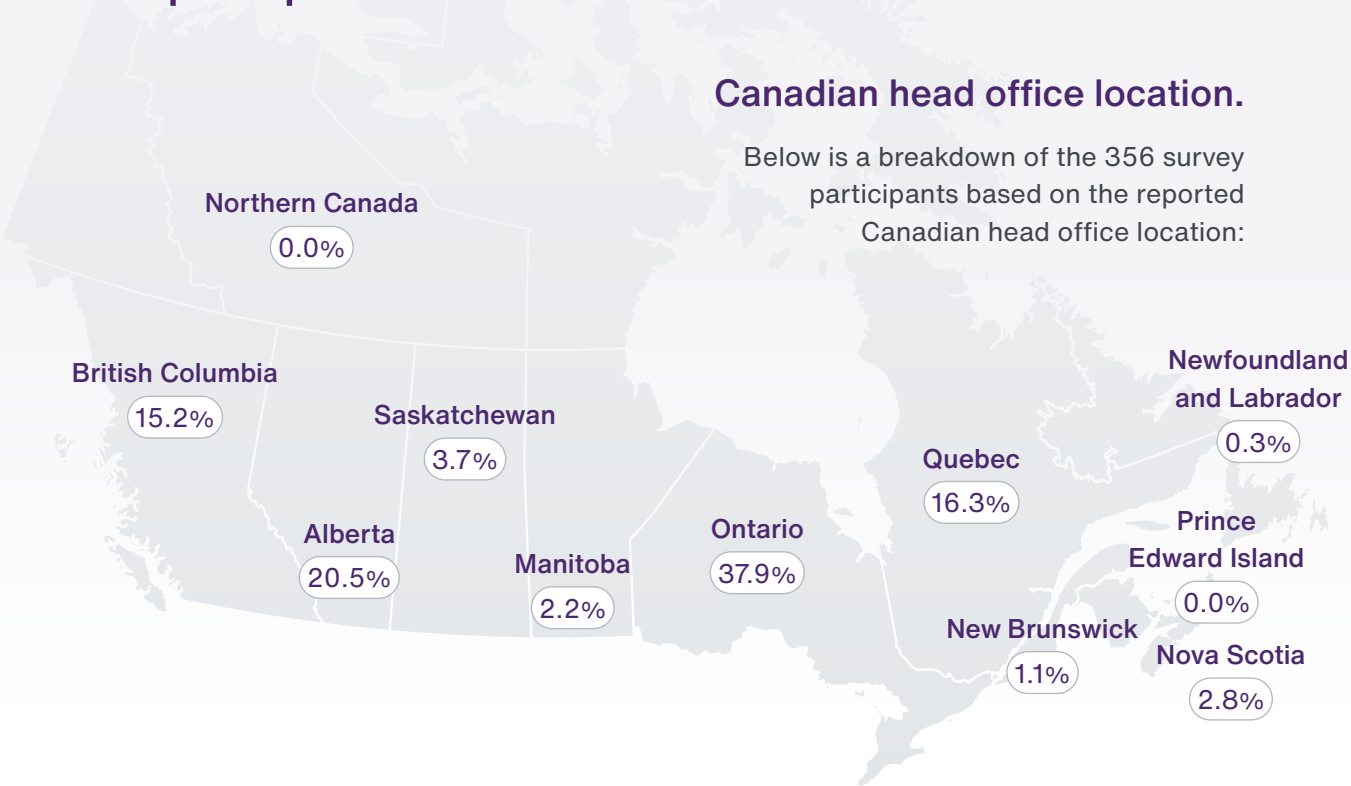 Canadian head office location.
Below is a breakdown of the 356 survey
participants based on the reported
Canadian head office location:
Northern Canada
0.0%
British Columbia
15.2%
Saskatchewan
3.7%
Alberta
20.5%
Manitoba
2.2%
Ontario
37.9%
Quebec
16.3%
Newfoundland
and Labrador
0.3%
Prince
Edward Island
0.0%
New Brunswick
1.1%
Nova Scotia
2.8%